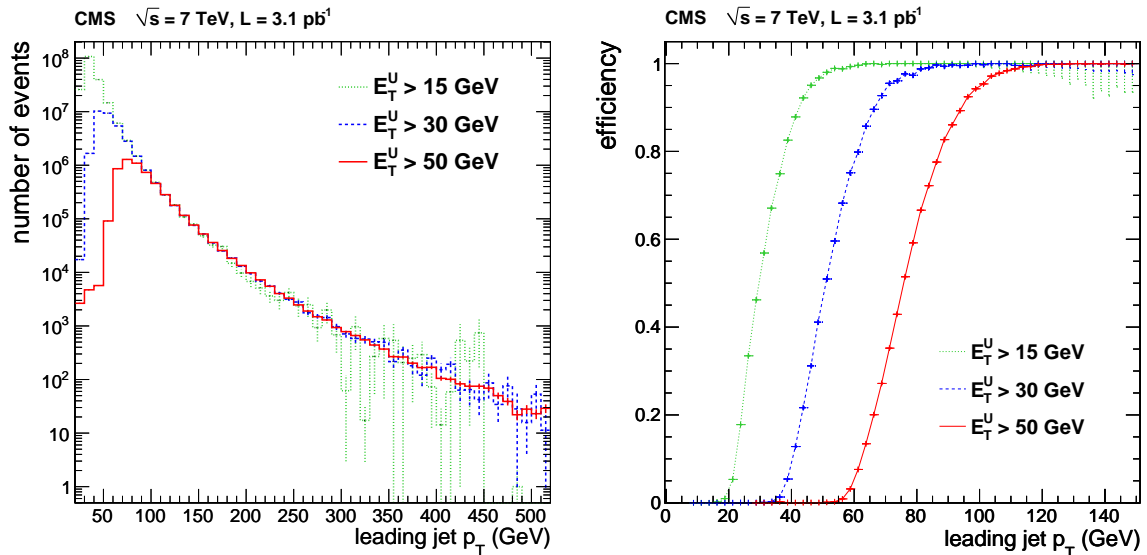 CMS √s = 7 TeV, L = 3.1 pb⁻¹
number of events
10⁸
10⁷
10⁶
10⁵
10⁴
10³
10²
10
1
E_T^U > 15 GeV
E_T^U > 30 GeV
E_T^U > 50 GeV
50 100 150 200 250 300 350 400 450 500
leading jet p_T (GeV)
CMS √s = 7 TeV, L = 3.1 pb⁻¹
efficiency
1
0.8
0.6
0.4
0.2
0
E_T^U > 15 GeV
E_T^U > 30 GeV
E_T^U > 50 GeV
0 20 40 60 80 100 120 140
leading jet p_T (GeV)